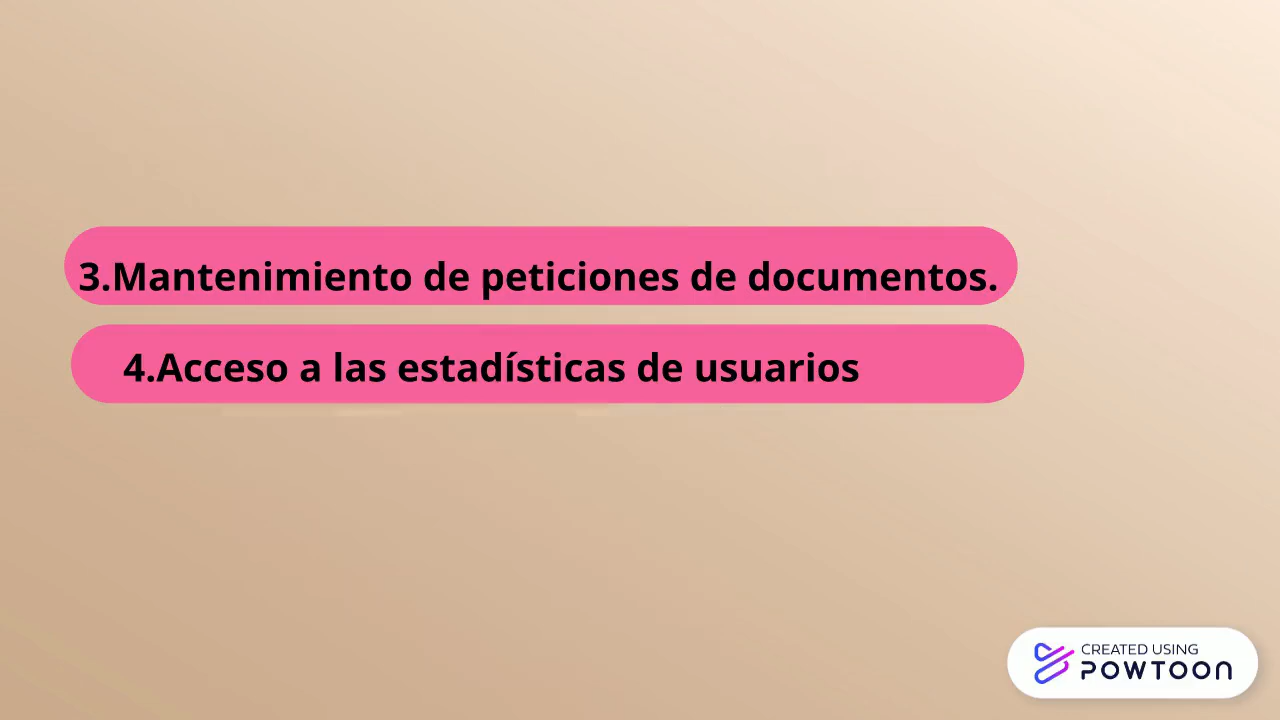 3.Mantenimiento de peticiones de documentos.
4.Acceso a las estadísticas de usuarios
CREATED USING
POWTOON